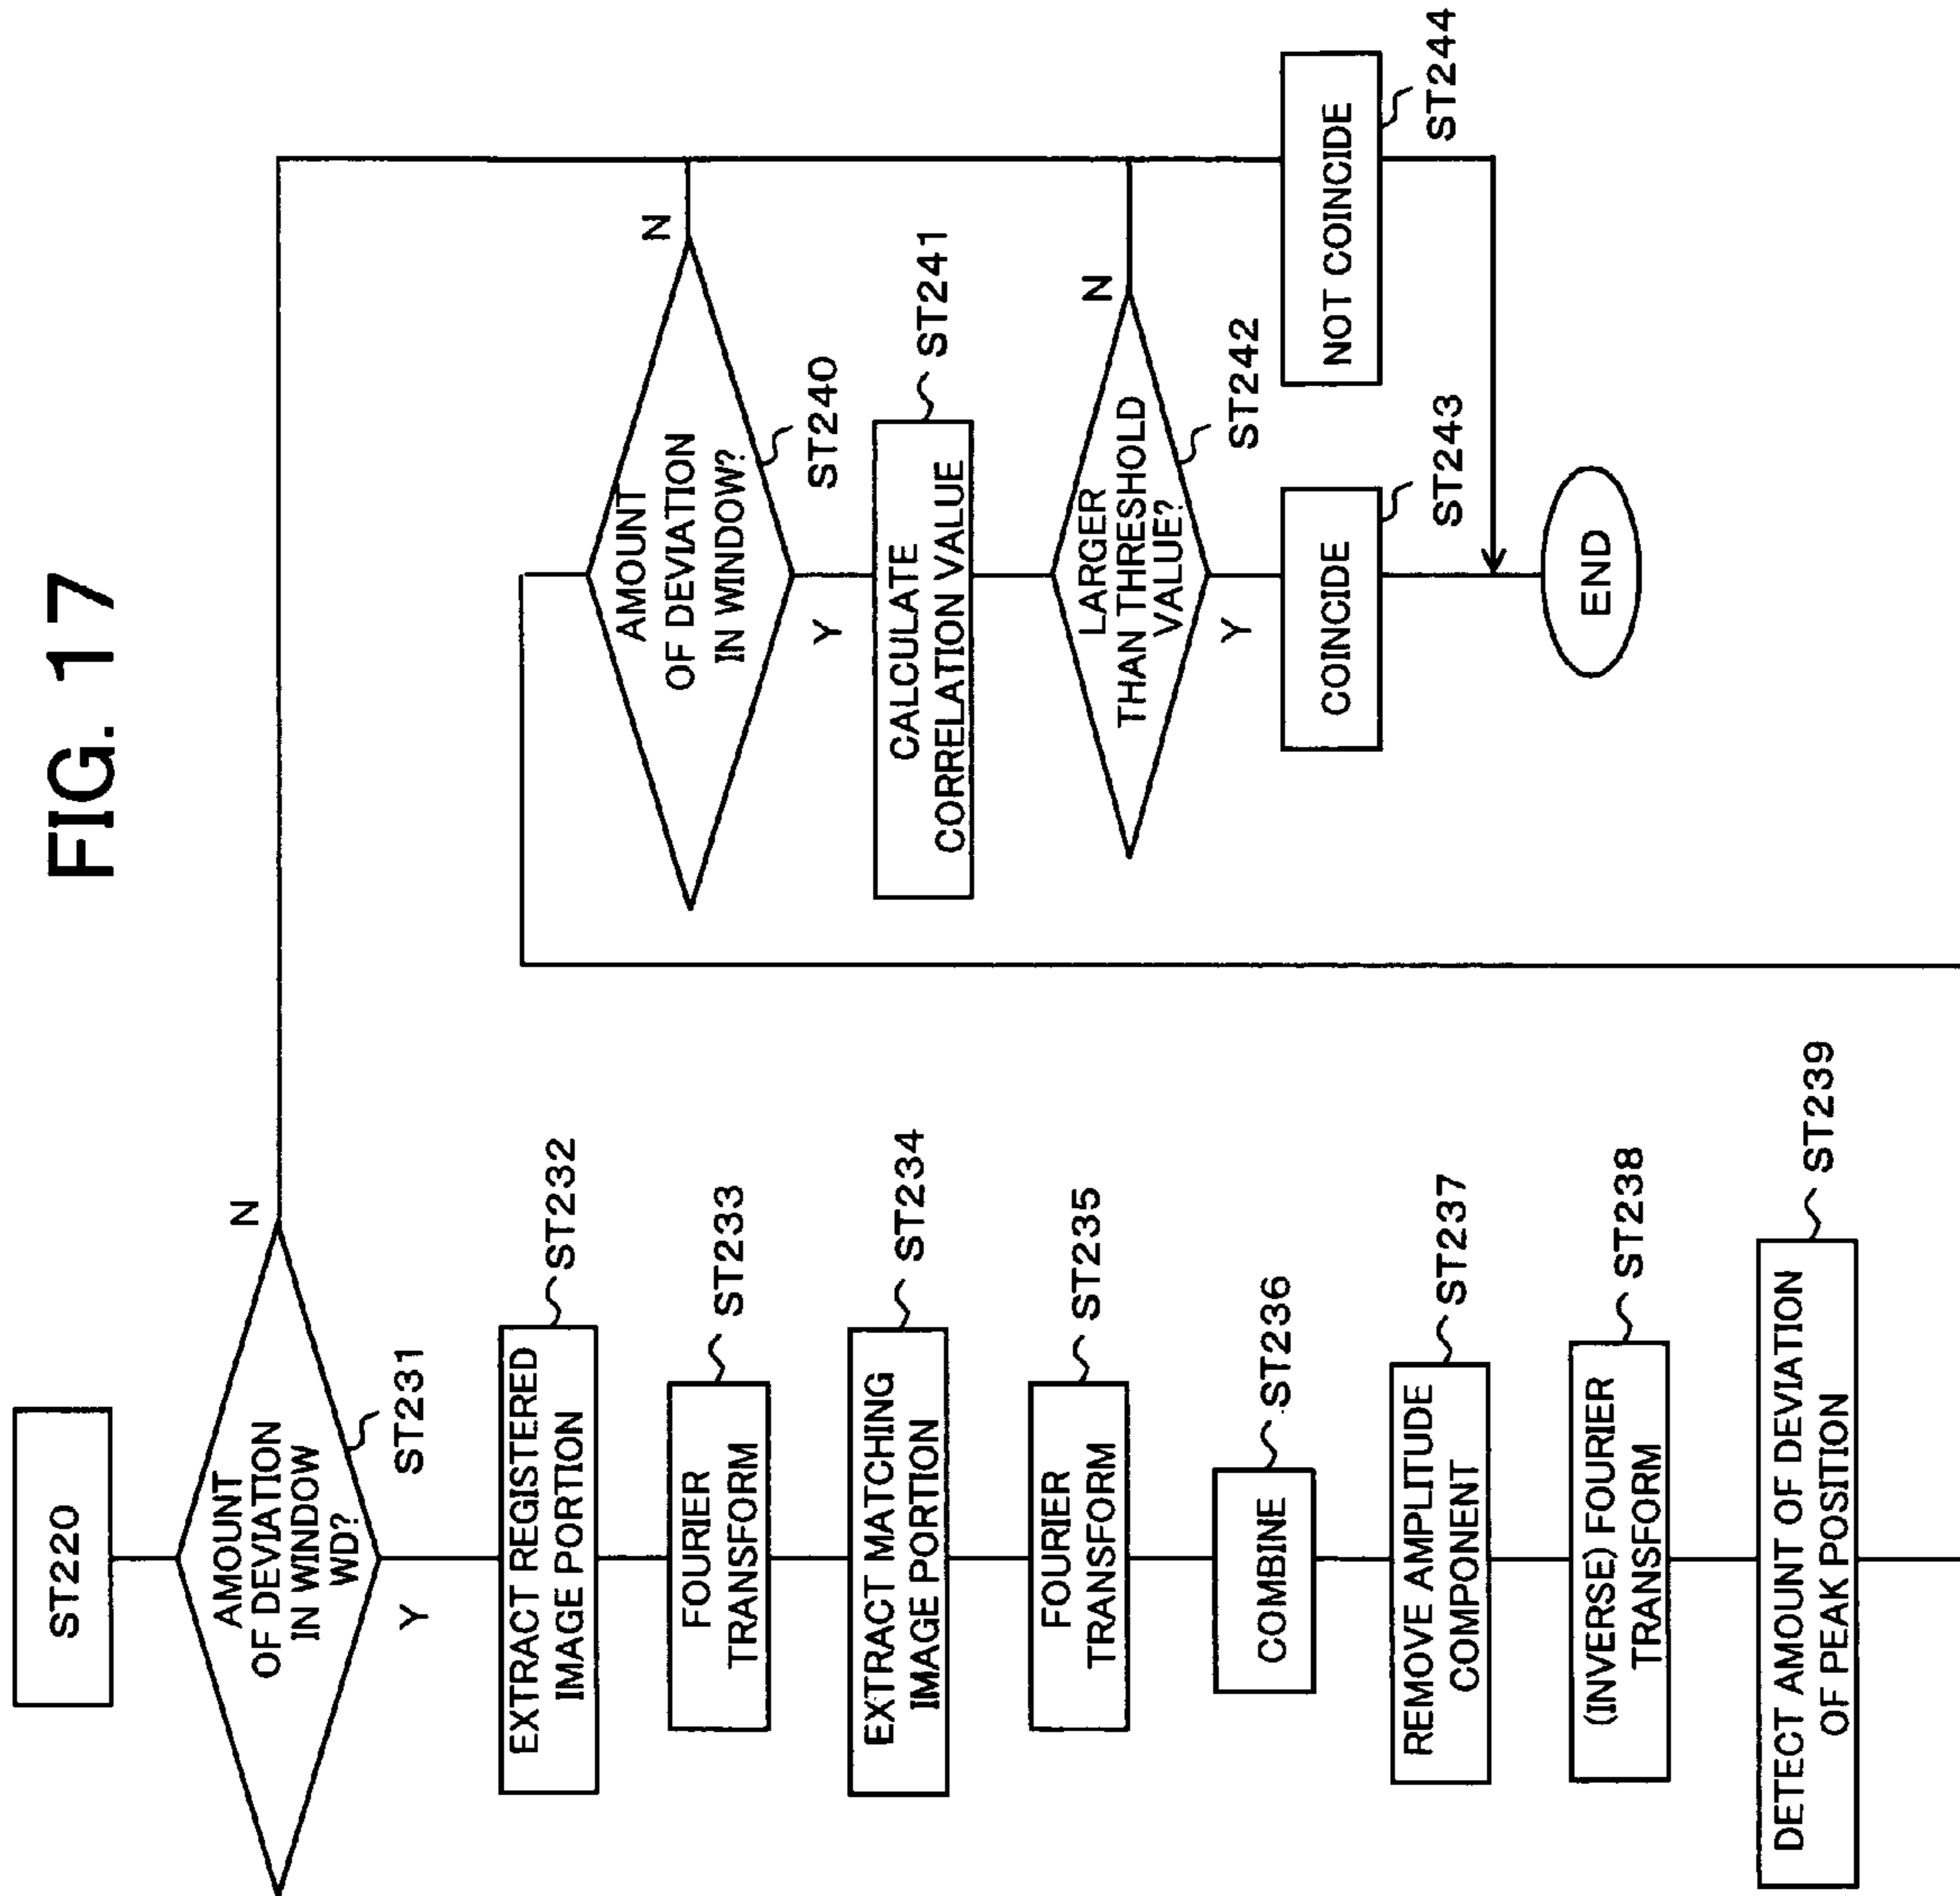 FIG. 17
ST220
AMOUNT
OF DEVIATION
IN WINDOW
WD?
N
Y
ST231
EXTRACT REGISTERED
IMAGE PORTION
ST232
FOURIER
TRANSFORM
ST233
EXTRACT MATCHING
IMAGE PORTION
ST234
FOURIER
TRANSFORM
ST235
COMBINE
ST236
REMOVE AMPLITUDE
COMPONENT
ST237
(INVERSE) FOURIER
TRANSFORM
ST238
DETECT AMOUNT OF DEVIATION
OF PEAK POSITION
ST239
AMOUNT
OF DEVIATION
IN WINDOW?
N
Y
ST240
CALCULATE
CORRELATION VALUE
ST241
LARGER
THAN THRESHOLD
VALUE?
N
Y
ST242
COINCIDE
ST243
NOT COINCIDE
ST244
END